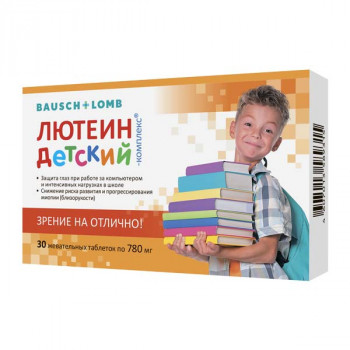 BAUSCH + LOMB
ЛЮТЕИН
ДЕТСКИЙ
-КОМПЛЕКС®
• Защита глаз при работе за компьютером
и интенсивных нагрузках в школе
• Снижение риска развития и прогрессирования
миопии (близорукости)
ЗРЕНИЕ НА ОТЛИЧНО!
30 жевательных таблеток по 780 мг